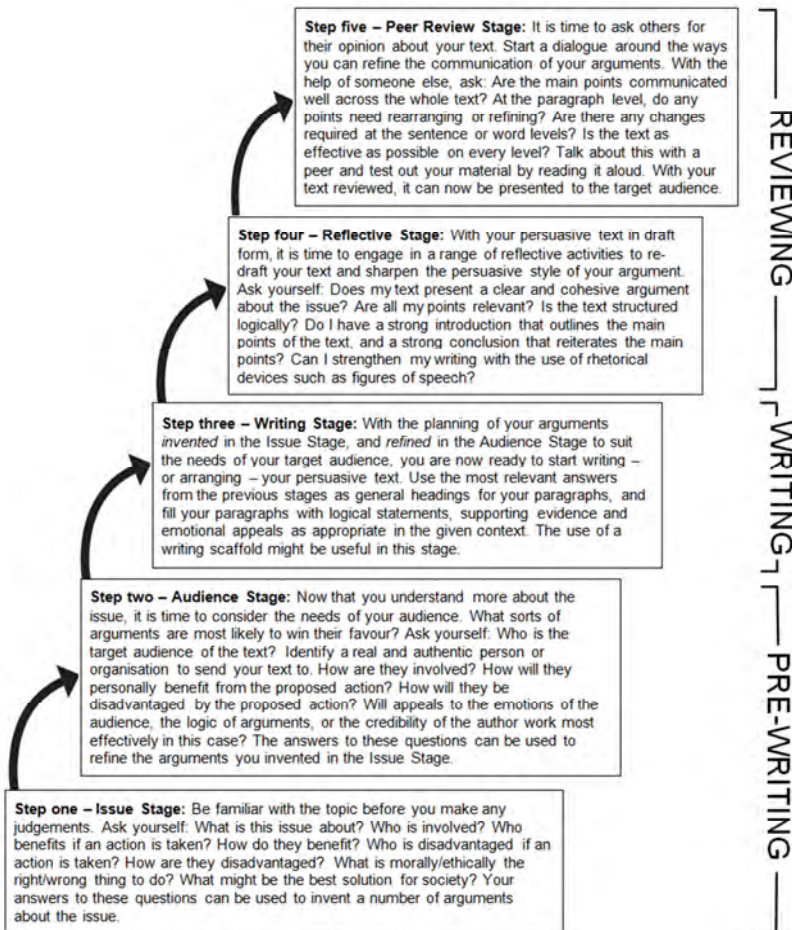 Step five – Peer Review Stage: It is time to ask others for
their opinion about your text. Start a dialogue around the ways
you can refine the communication of your arguments. With the
help of someone else, ask: Are the main points communicated
well across the whole text? At the paragraph level, do any
points need rearranging or refining? Are there any changes
required at the sentence or word levels? Is the text as
effective as possible on every level? Talk about this with a
peer and test out your material by reading it aloud. With your
text reviewed, it can now be presented to the target audience.
Step four – Reflective Stage: With your persuasive text in draft
form, it is time to engage in a range of reflective activities to re-
draft your text and sharpen the persuasive style of your argument.
Ask yourself: Does my text present a clear and cohesive argument
about the issue? Are all my points relevant? Is the text structured
logically? Do I have a strong introduction that outlines the main
points of the text, and a strong conclusion that reiterates the main
points? Can I strengthen my writing with the use of rhetorical
devices such as figures of speech?
REVIEWING
Step three – Writing Stage: With the planning of your arguments
invented in the Issue Stage, and refined in the Audience Stage to suit
the needs of your target audience, you are now ready to start writing –
or arranging – your persuasive text. Use the most relevant answers
from the previous stages as general headings for your paragraphs, and
fill your paragraphs with logical statements, supporting evidence and
emotional appeals as appropriate in the given context. The use of a
writing scaffold might be useful in this stage.
WRITING
Step two – Audience Stage: Now that you understand more about the
issue, it is time to consider the needs of your audience. What sorts of
arguments are most likely to win their favour? Ask yourself: Who is the
target audience of the text? Identify a real and authentic person or
organisation to send your text to. How are they involved? How will they
personally benefit from the proposed action? How will they be
disadvantaged by the proposed action? Will appeals to the emotions of the
audience, the logic of arguments, or the credibility of the author work most
effectively in this case? The answers to these questions can be used to
refine the arguments you invented in the Issue Stage.
Step one – Issue Stage: Be familiar with the topic before you make any
judgements. Ask yourself: What is this issue about? Who is involved? Who
benefits if an action is taken? How do they benefit? Who is disadvantaged if an
action is taken? How are they disadvantaged? What is morally/ethically the
right/wrong thing to do? What might be the best solution for society? Your
answers to these questions can be used to invent a number of arguments
about the issue.
PRE-WRITING